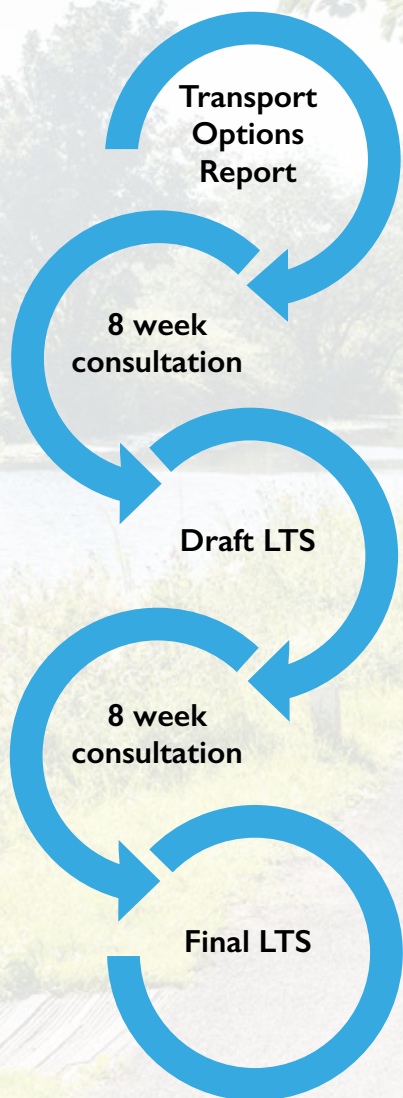 Transport
Options
Report
8 week
consultation
Draft LTS
8 week
consultation
Final LTS